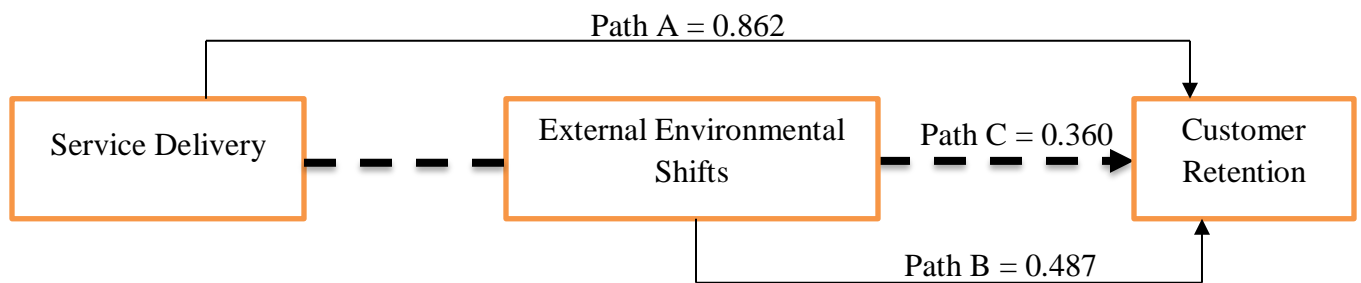 Path A = 0.862
Service Delivery
External Environmental
Shifts
Path C = 0.360
Customer
Retention
Path B = 0.487